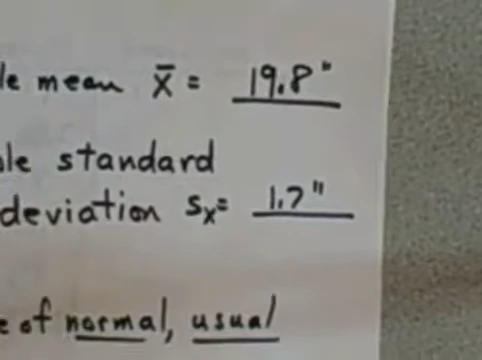 le mean x̄ = 19.8"
le standard
deviation Sx= 1.7"
e of normal, usual